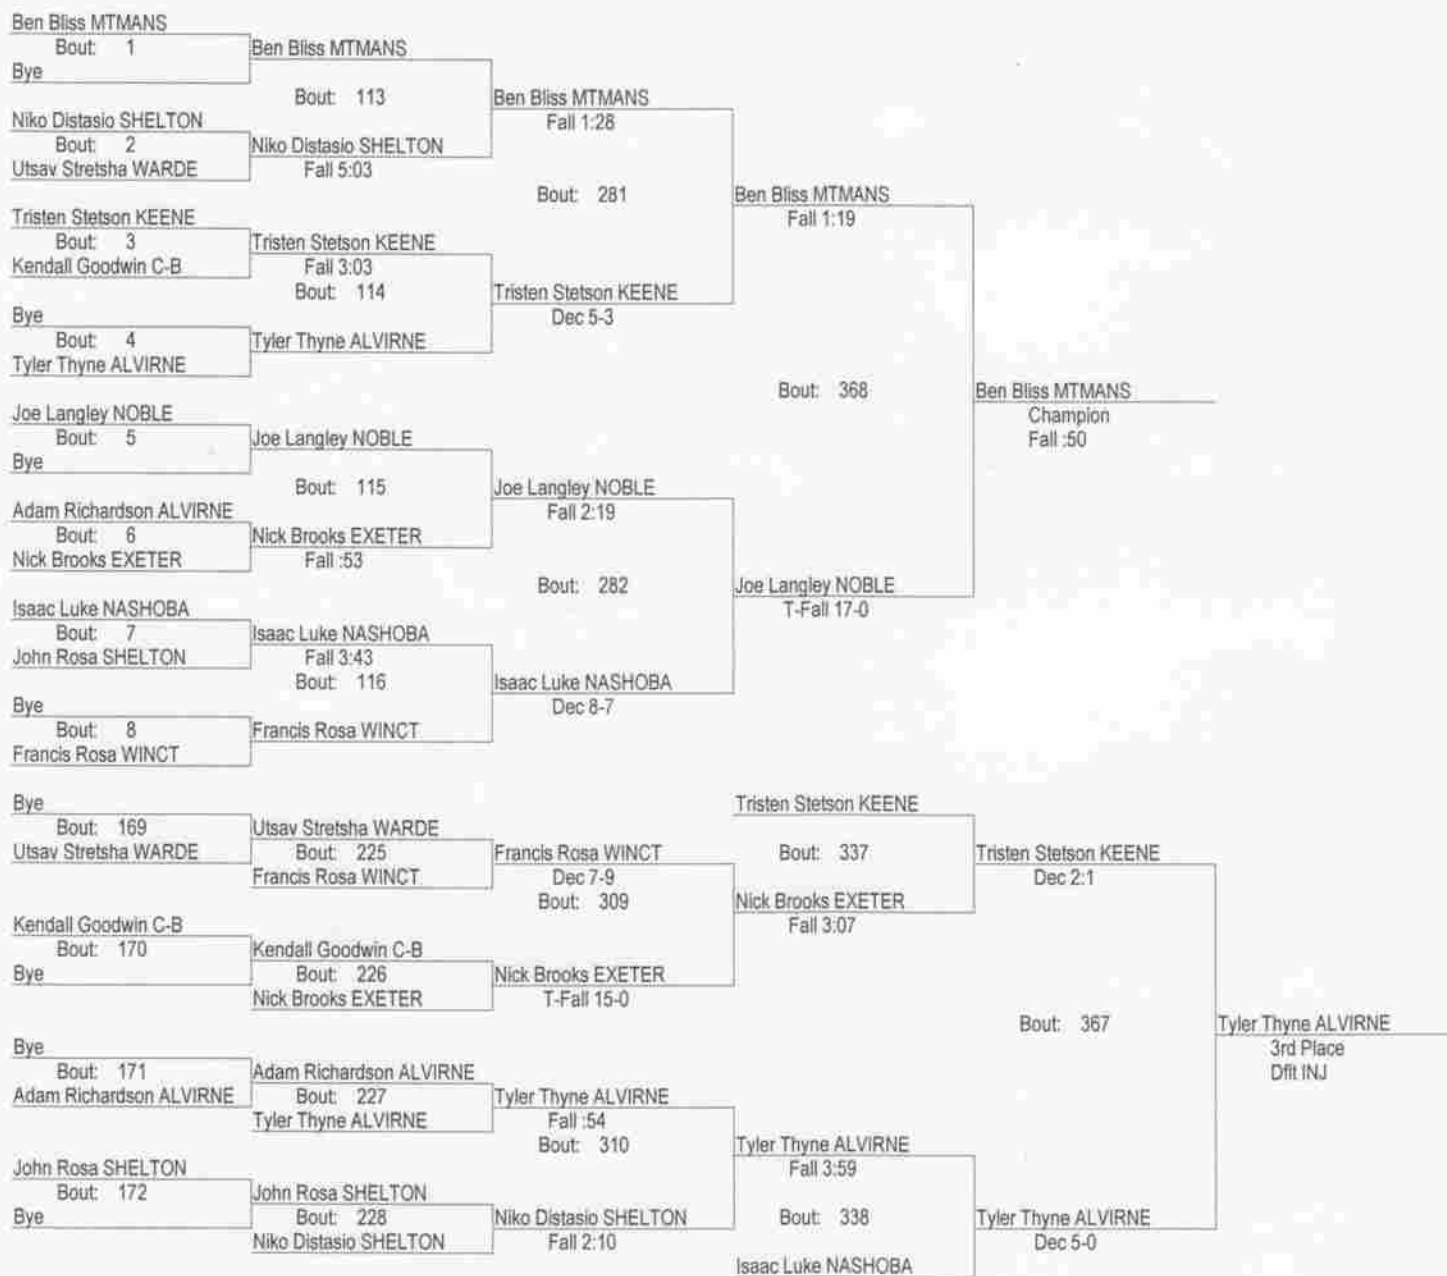 Ben Bliss MTMANS
Bout: 1
Bye
Ben Bliss MTMANS
Bout: 113
Niko Distasio SHELTON
Bout: 2
Utsav Stretsha WARDE
Niko Distasio SHELTON
Fall 5:03
Ben Bliss MTMANS
Fall 1:28
Bout: 281
Tristen Stetson KEENE
Bout: 3
Kendall Goodwin C-B
Tristen Stetson KEENE
Fall 3:03
Bout: 114
Bye
Bout: 4
Tyler Thyne ALVIRNE
Tyler Thyne ALVIRNE
Tristen Stetson KEENE
Dec 5-3
Ben Bliss MTMANS
Fall 1:19
Bout: 368
Joe Langley NOBLE
Bout: 5
Bye
Joe Langley NOBLE
Bout: 115
Adam Richardson ALVIRNE
Bout: 6
Nick Brooks EXETER
Nick Brooks EXETER
Fall :53
Joe Langley NOBLE
Fall 2:19
Bout: 282
Isaac Luke NASHOBA
Bout: 7
John Rosa SHELTON
Isaac Luke NASHOBA
Fall 3:43
Bout: 116
Bye
Bout: 8
Francis Rosa WINCT
Francis Rosa WINCT
Isaac Luke NASHOBA
Dec 8-7
Joe Langley NOBLE
T-Fall 17-0
Ben Bliss MTMANS
Champion
Fall :50
Bye
Bout: 169
Utsav Stretsha WARDE
Utsav Stretsha WARDE
Bout: 225
Francis Rosa WINCT
Francis Rosa WINCT
Dec 7-9
Bout: 309
Kendall Goodwin C-B
Bout: 170
Bye
Kendall Goodwin C-B
Bout: 226
Nick Brooks EXETER
Nick Brooks EXETER
T-Fall 15-0
Tristen Stetson KEENE
Bout: 337
Nick Brooks EXETER
Fall 3:07
Tristen Stetson KEENE
Dec 2:1
Bout: 367
Bye
Bout: 171
Adam Richardson ALVIRNE
Adam Richardson ALVIRNE
Bout: 227
Tyler Thyne ALVIRNE
Tyler Thyne ALVIRNE
Fall :54
Bout: 310
John Rosa SHELTON
Bout: 172
Bye
John Rosa SHELTON
Bout: 228
Niko Distasio SHELTON
Niko Distasio SHELTON
Fall 2:10
Tyler Thyne ALVIRNE
Fall 3:59
Bout: 338
Isaac Luke NASHOBA
Tyler Thyne ALVIRNE
Dec 5-0
Tyler Thyne ALVIRNE
3rd Place
Dflt INJ